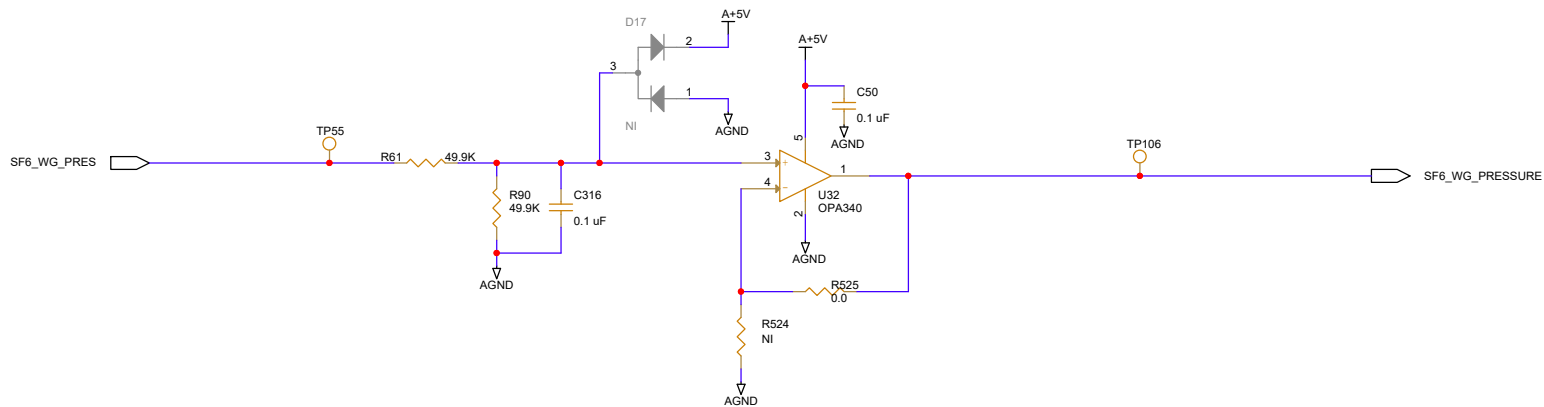 D17
A+5V
2
3
1
NI
AGND
A+5V
C50
0.1 uF
AGND
5
TP55
SF6_WG_PRES
R61
49.9K
R90
49.9K
C316
0.1 uF
AGND
3
+
4
-
1
U32
OPA340
2
AGND
TP106
SF6_WG_PRESSURE
R525
0.0
R524
NI
AGND